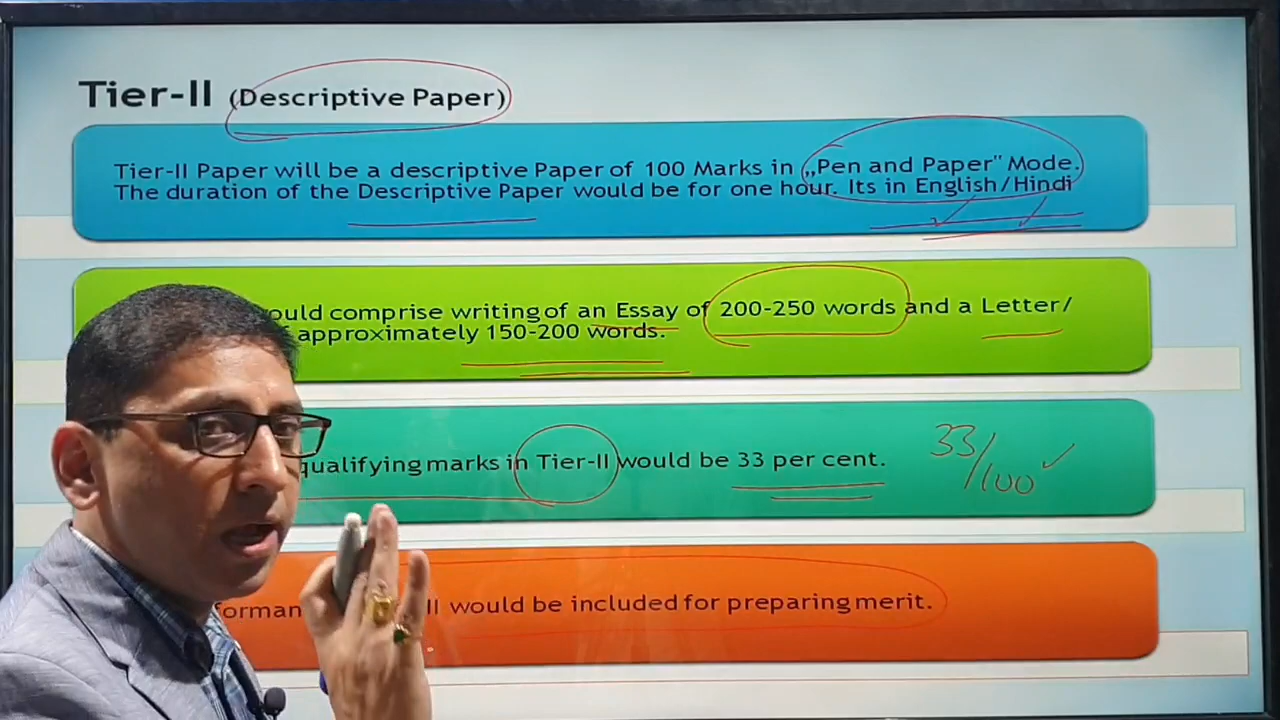 Tier-II (Descriptive Paper)
Tier-II Paper will be a descriptive Paper of 100 Marks in „Pen and Paper" Mode.
The duration of the Descriptive Paper would be for one hour. Its in English/Hindi
comprise writing of an Essay of 200-250 words and a Letter/
approximately 150-200 words.
qualifying marks in Tier-II would be 33 per cent.
33/100
would be included for preparing merit.